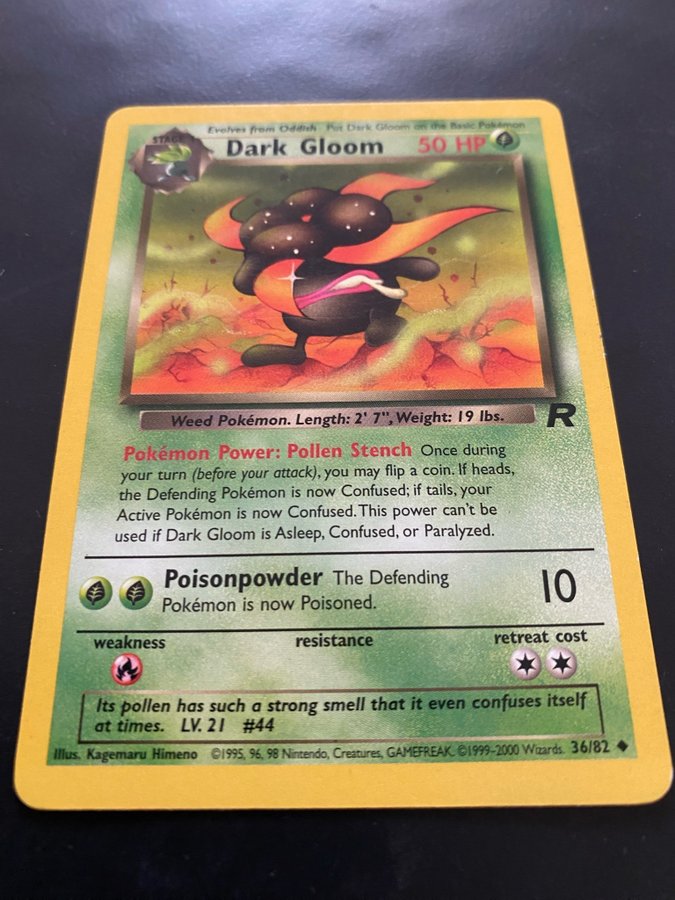 STAGE 1
Evolves from Oddish Put Dark Gloom on the Basic Pokémon
Dark Gloom 50 HP
Weed Pokémon. Length: 2' 7", Weight: 19 lbs.
R
Pokémon Power: Pollen Stench Once during
your turn (before your attack), you may flip a coin. If heads,
the Defending Pokémon is now Confused; if tails, your
Active Pokémon is now Confused. This power can't be
used if Dark Gloom is Asleep, Confused, or Paralyzed.
Poisonpowder The Defending
Pokémon is now Poisoned.
10
weakness resistance retreat cost
Its pollen has such a strong smell that it even confuses itself
at times. LV. 21 #44
Illus. Kagemaru Himeno ©1995, 96, 98 Nintendo, Creatures, GAMEFREAK. ©1999-2000 Wizards. 36/82